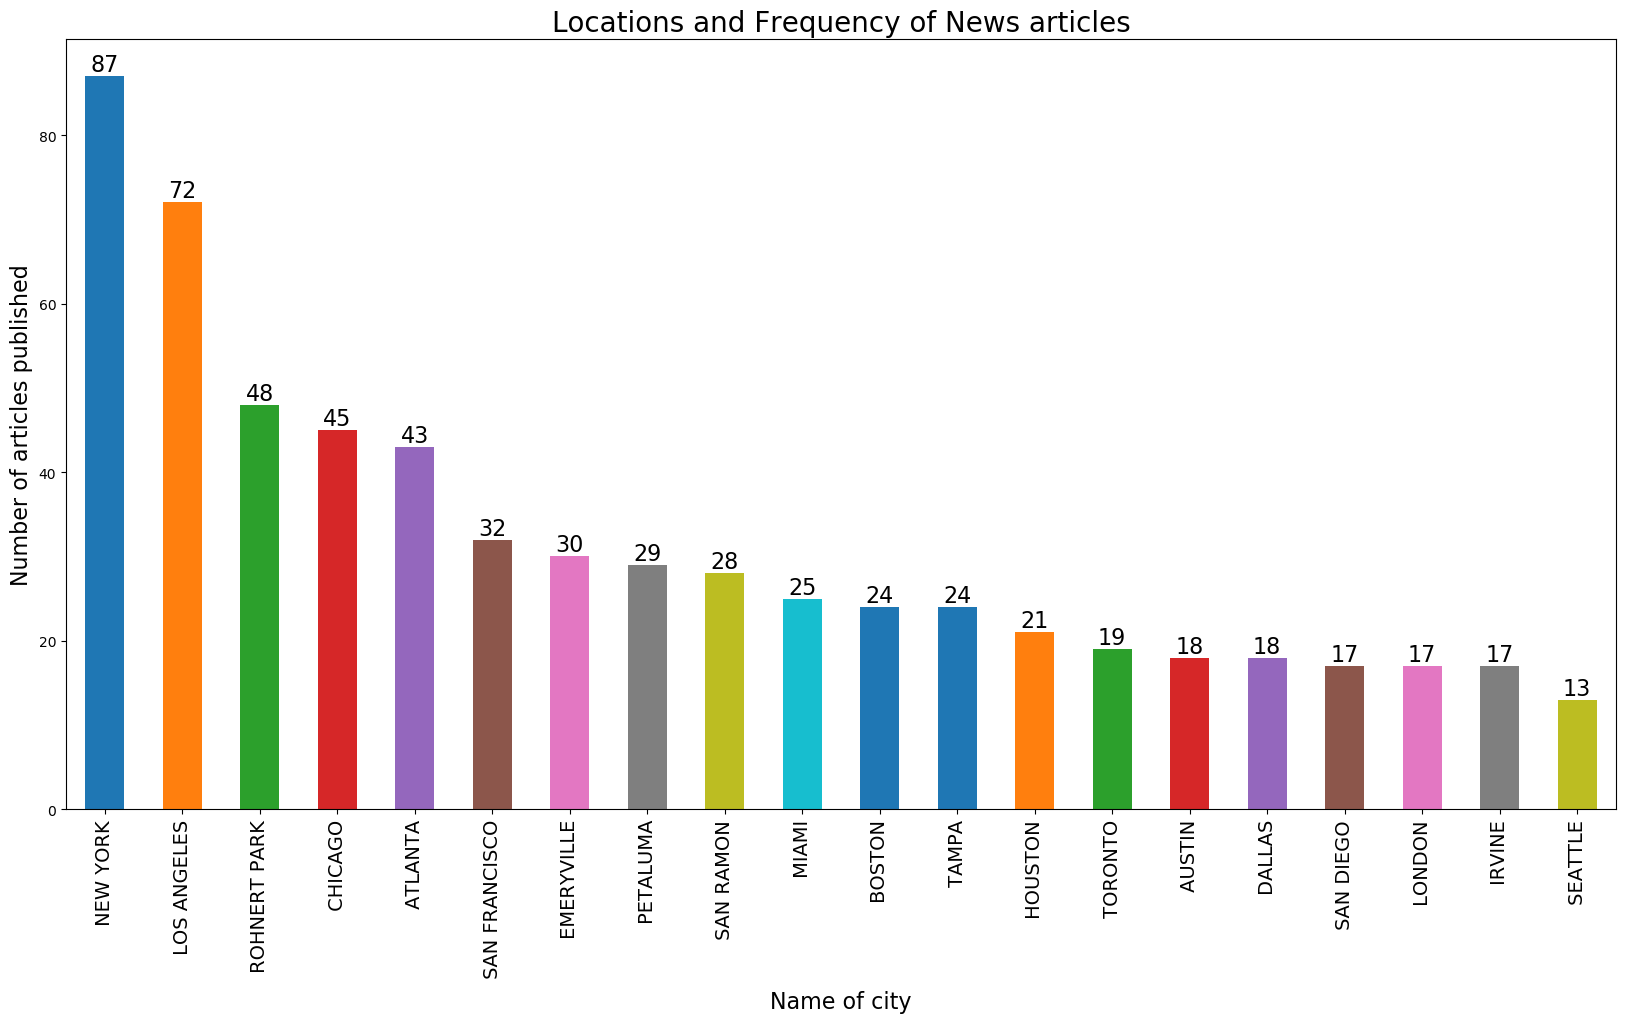 Locations and Frequency of News articles
Number of articles published
80
60
40
20
0
87
72
48
45
43
32
30
29
28
25
24
24
21
19
18
18
17
17
17
13
NEW YORK
LOS ANGELES
ROHNERT PARK
CHICAGO
ATLANTA
SAN FRANCISCO
EMERYVILLE
PETALUMA
SAN RAMON
MIAMI
BOSTON
TAMPA
HOUSTON
TORONTO
AUSTIN
DALLAS
SAN DIEGO
LONDON
IRVINE
SEATTLE
Name of city